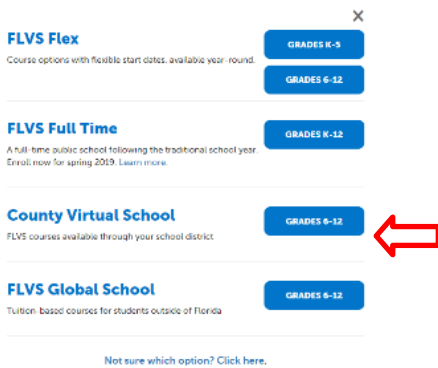 FLVS Flex
GRADES K-5
Course options with flexible start dates, available year-round.
GRADES 6-12
FLVS Full Time
GRADES K-12
A full-time public school following the traditional school year.
Enroll now for spring 2019. Learn more.
County Virtual School
GRADES 6-12
FLVS courses available through your school district
FLVS Global School
GRADES 6-12
Tuition-based courses for students outside of Florida
Not sure which option? Click here.